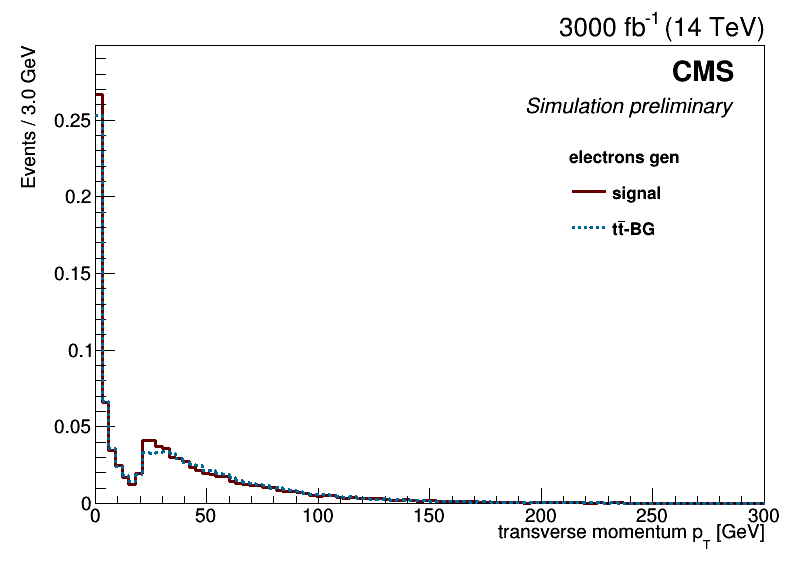 3000 fb⁻¹ (14 TeV)
CMS
Simulation preliminary
Events / 3.0 GeV
electrons gen
signal
tt̄-BG
0.25
0.2
0.15
0.1
0.05
0
0 50 100 150 200 250 300
transverse momentum p_T [GeV]